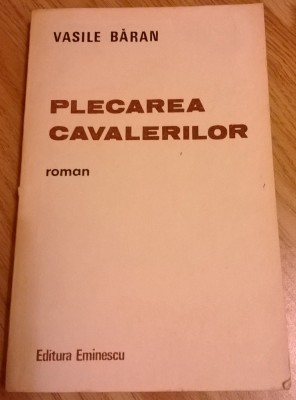 VASILE BĂRAN
PLECAREA
CAVALERILOR
roman
Editura Eminescu